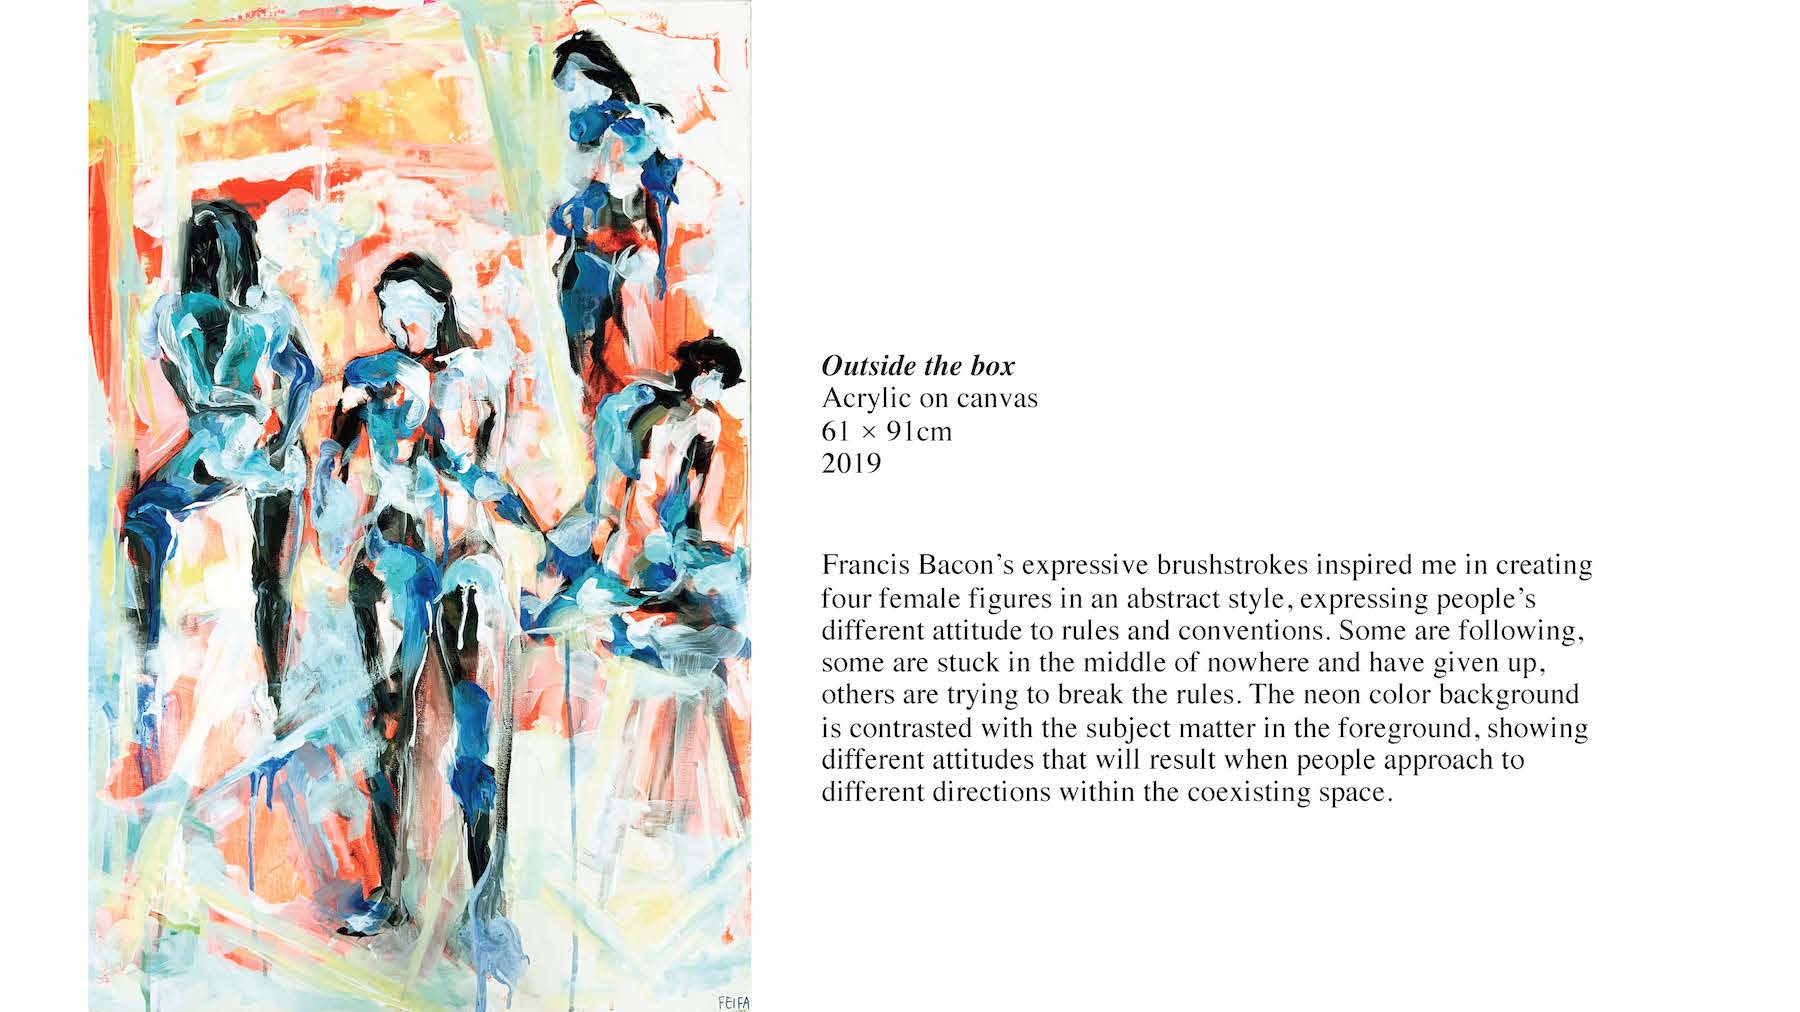 Outside the box
Acrylic on canvas
61 × 91cm
2019
Francis Bacon's expressive brushstrokes inspired me in creating
four female figures in an abstract style, expressing people's
different attitude to rules and conventions. Some are following,
some are stuck in the middle of nowhere and have given up,
others are trying to break the rules. The neon color background
is contrasted with the subject matter in the foreground, showing
different attitudes that will result when people approach to
different directions within the coexisting space.
FEIFA